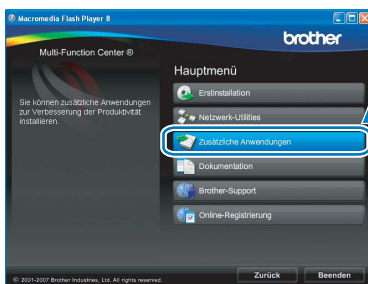 Macromedia Flash Player 8
brother
Multi-Function Center ®
Hauptmenü
Sie können zusätzliche Anwendungen
zur Verbesserung der Produktivität
installieren.
Erstinstallation
Netzwerk-Utilities
Zusätzliche Anwendungen
Dokumentation
Brother-Support
Online-Registrierung
© 2001-2007 Brother Industries, Ltd. All rights reserved.
Zurück
Beenden